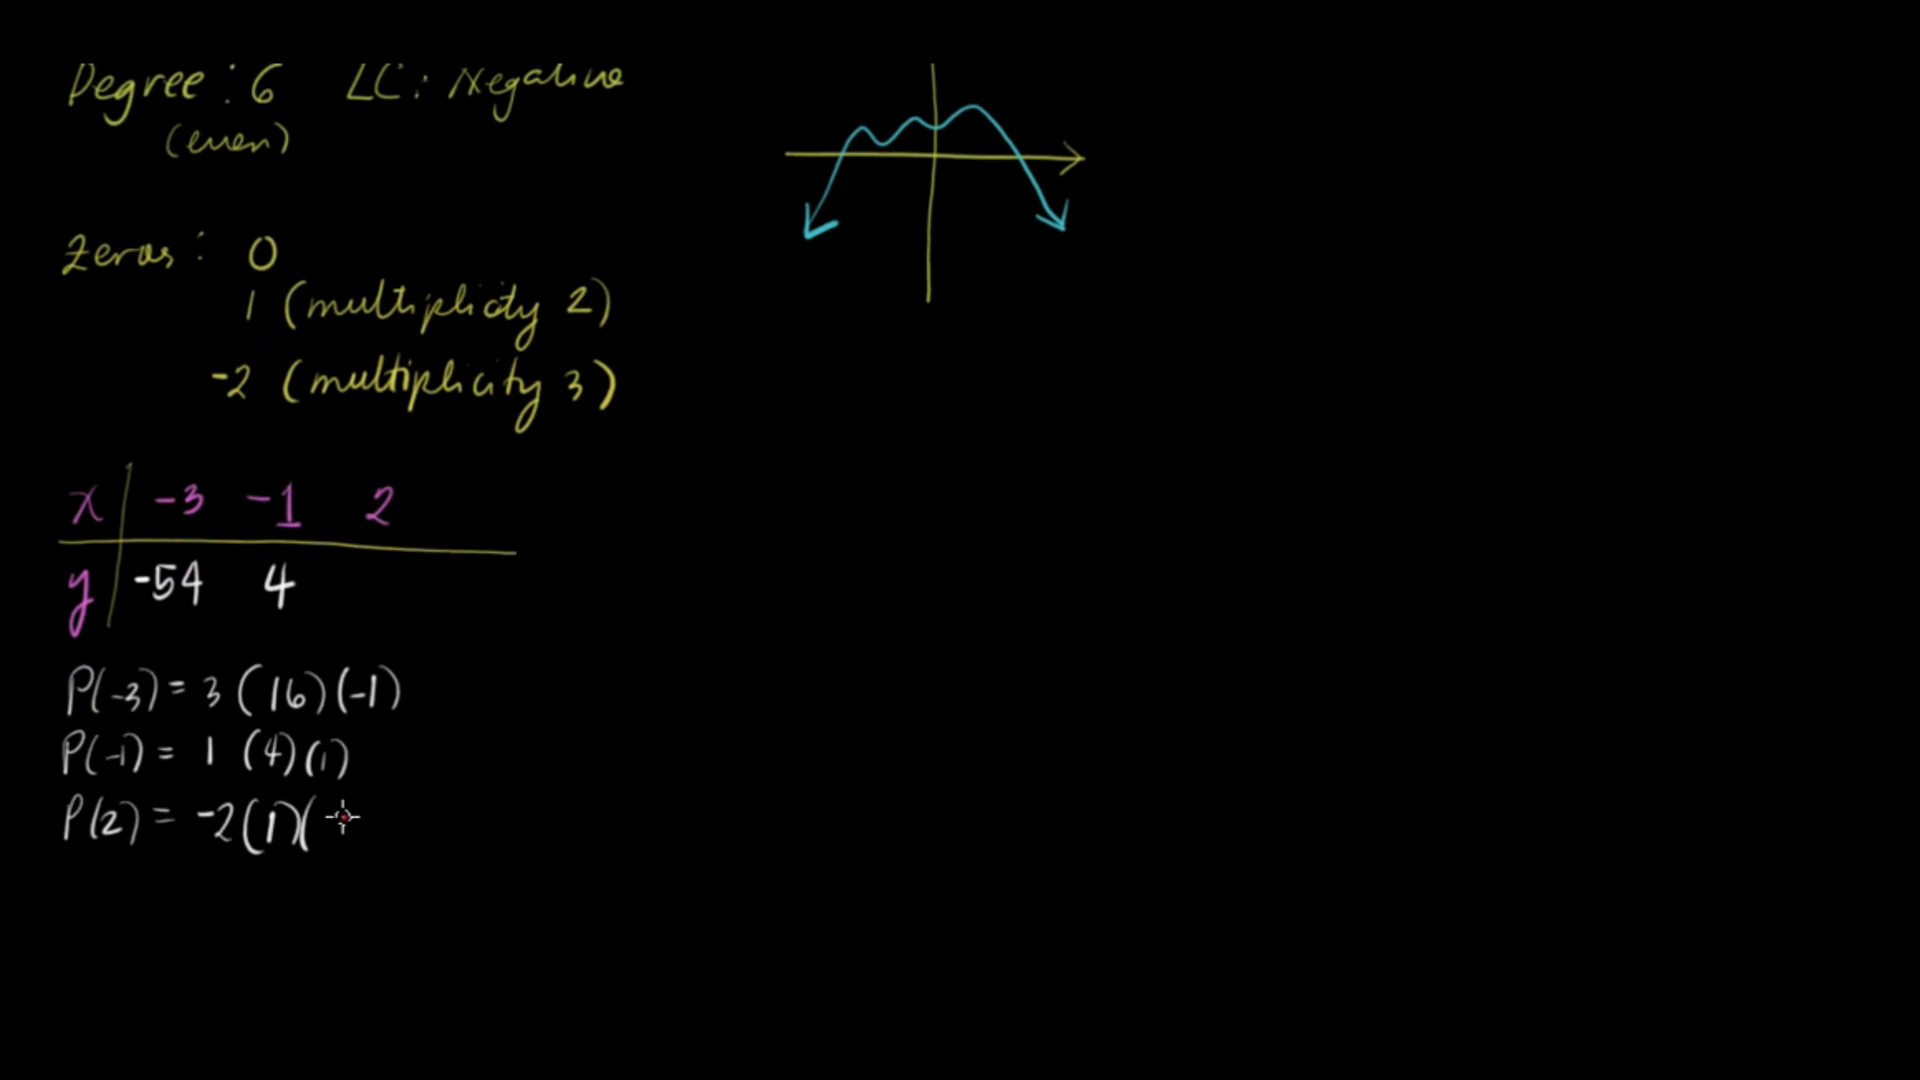 Degree: 6 LC: Negative
(even)
Zeros: 0
1 (multiplicity 2)
-2 (multiplicity 3)
x -3 -1 2
y -54 4
P(-3) = 3 (16)(-1)
P(-1) = 1 (4)(1)
P(2) = -2(1)(